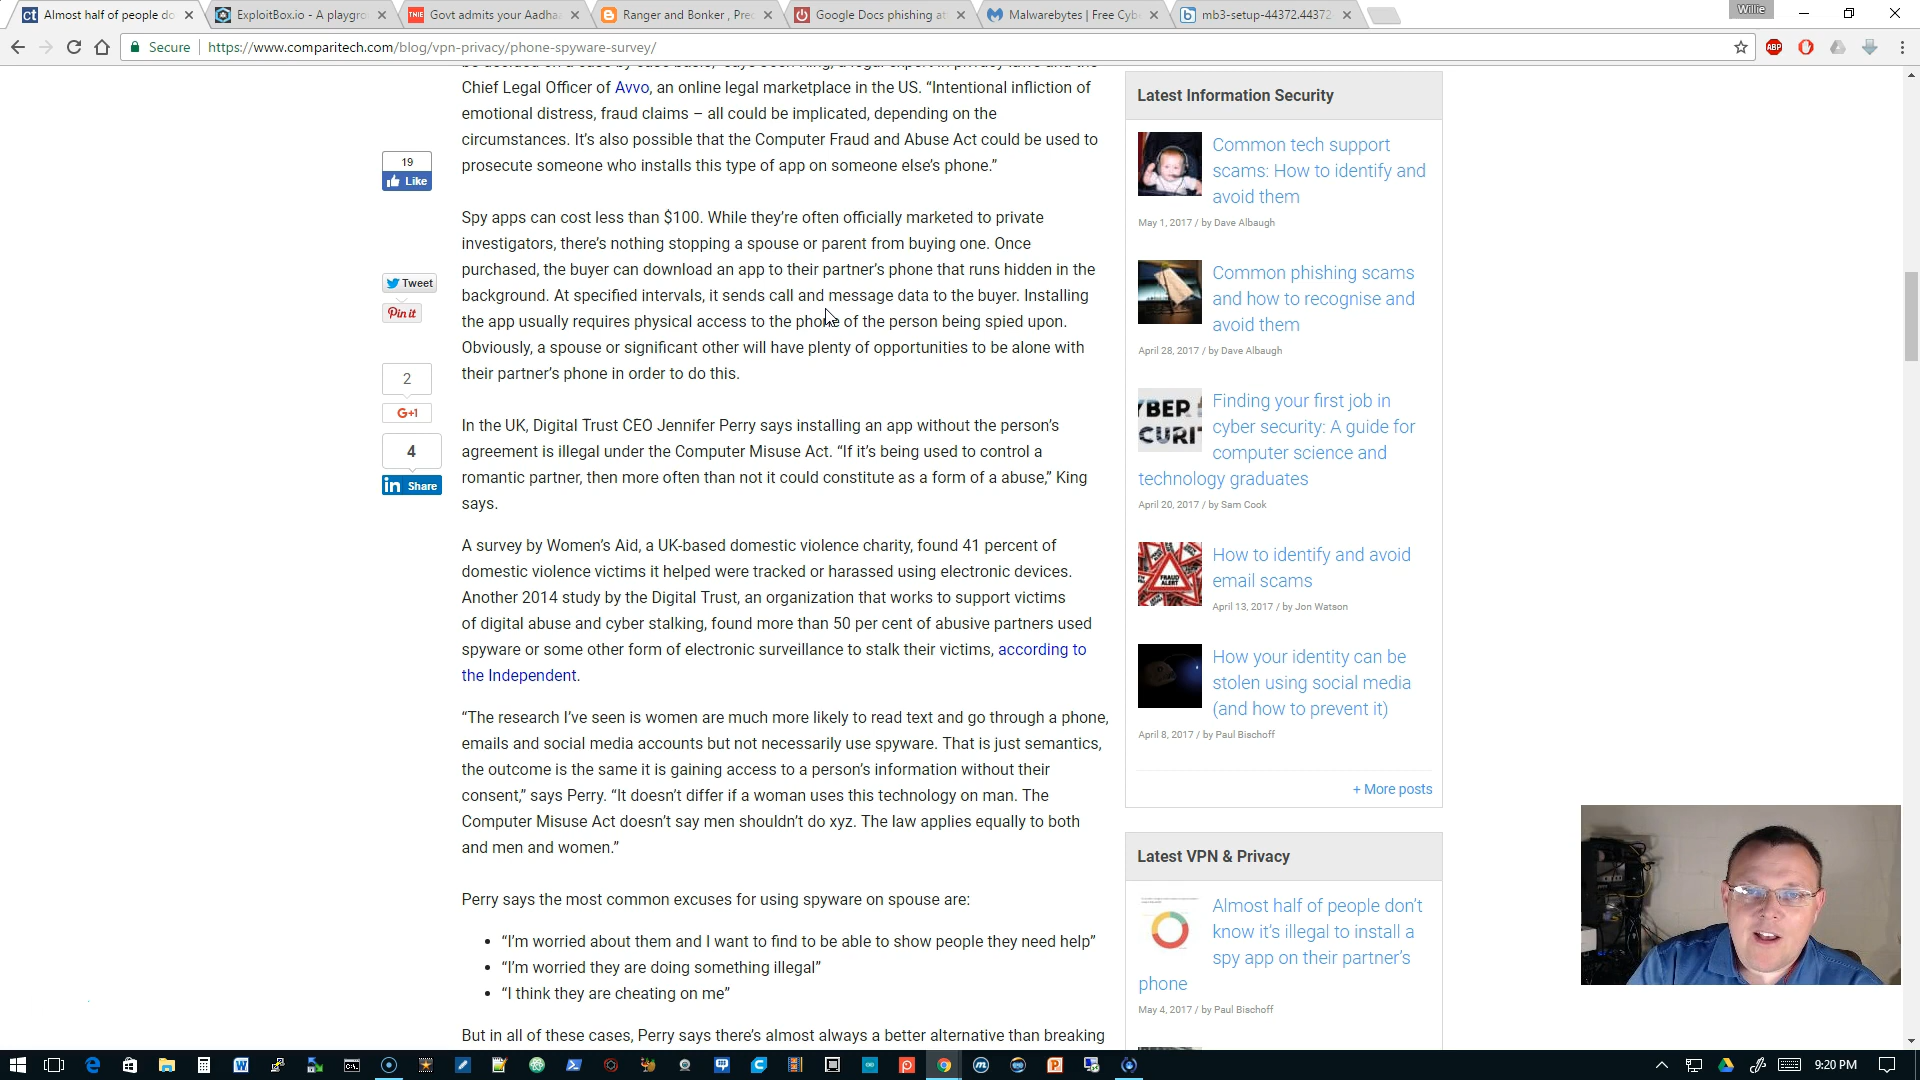 Almost half of people do
ExploitBox.io - A playgro
Govt admits your Aadha
Ranger and Bonker , Pre
Google Docs phishing at
Malwarebytes | Free Cyb
mb3-setup-44372.44372
Willie
Secure
https://www.comparitech.com/blog/vpn-privacy/phone-spyware-survey/
Chief Legal Officer of Avvo, an online legal marketplace in the US. “Intentional infliction of
emotional distress, fraud claims – all could be implicated, depending on the
circumstances. It’s also possible that the Computer Fraud and Abuse Act could be used to
prosecute someone who installs this type of app on someone else’s phone.”
19
Like
Spy apps can cost less than $100. While they’re often officially marketed to private
investigators, there’s nothing stopping a spouse or parent from buying one. Once
purchased, the buyer can download an app to their partner’s phone that runs hidden in the
background. At specified intervals, it sends call and message data to the buyer. Installing
the app usually requires physical access to the phone of the person being spied upon.
Obviously, a spouse or significant other will have plenty of opportunities to be alone with
their partner’s phone in order to do this.
Tweet
Pin it
2
G+1
4
in Share
In the UK, Digital Trust CEO Jennifer Perry says installing an app without the person’s
agreement is illegal under the Computer Misuse Act. “If it’s being used to control a
romantic partner, then more often than not it could constitute as a form of a abuse,” King
says.
A survey by Women’s Aid, a UK-based domestic violence charity, found 41 percent of
domestic violence victims it helped were tracked or harassed using electronic devices.
Another 2014 study by the Digital Trust, an organization that works to support victims
of digital abuse and cyber stalking, found more than 50 per cent of abusive partners used
spyware or some other form of electronic surveillance to stalk their victims, according to
the Independent.
“The research I’ve seen is women are much more likely to read text and go through a phone,
emails and social media accounts but not necessarily use spyware. That is just semantics,
the outcome is the same it is gaining access to a person’s information without their
consent,” says Perry. “It doesn’t differ if a woman uses this technology on man. The
Computer Misuse Act doesn’t say men shouldn’t do xyz. The law applies equally to both
and men and women.”
Perry says the most common excuses for using spyware on spouse are:
• “I’m worried about them and I want to find to be able to show people they need help”
• “I’m worried they are doing something illegal”
• “I think they are cheating on me”
But in all of these cases, Perry says there’s almost always a better alternative than breaking
Latest Information Security
Common tech support
scams: How to identify and
avoid them
May 1, 2017 / by Dave Albaugh
Common phishing scams
and how to recognise and
avoid them
April 28, 2017 / by Dave Albaugh
Finding your first job in
cyber security: A guide for
computer science and
technology graduates
April 20, 2017 / by Sam Cook
How to identify and avoid
email scams
April 13, 2017 / by Jon Watson
How your identity can be
stolen using social media
(and how to prevent it)
April 8, 2017 / by Paul Bischoff
+ More posts
Latest VPN & Privacy
Almost half of people don’t
know it’s illegal to install a
spy app on their partner’s
phone
May 4, 2017 / by Paul Bischoff
9:20 PM